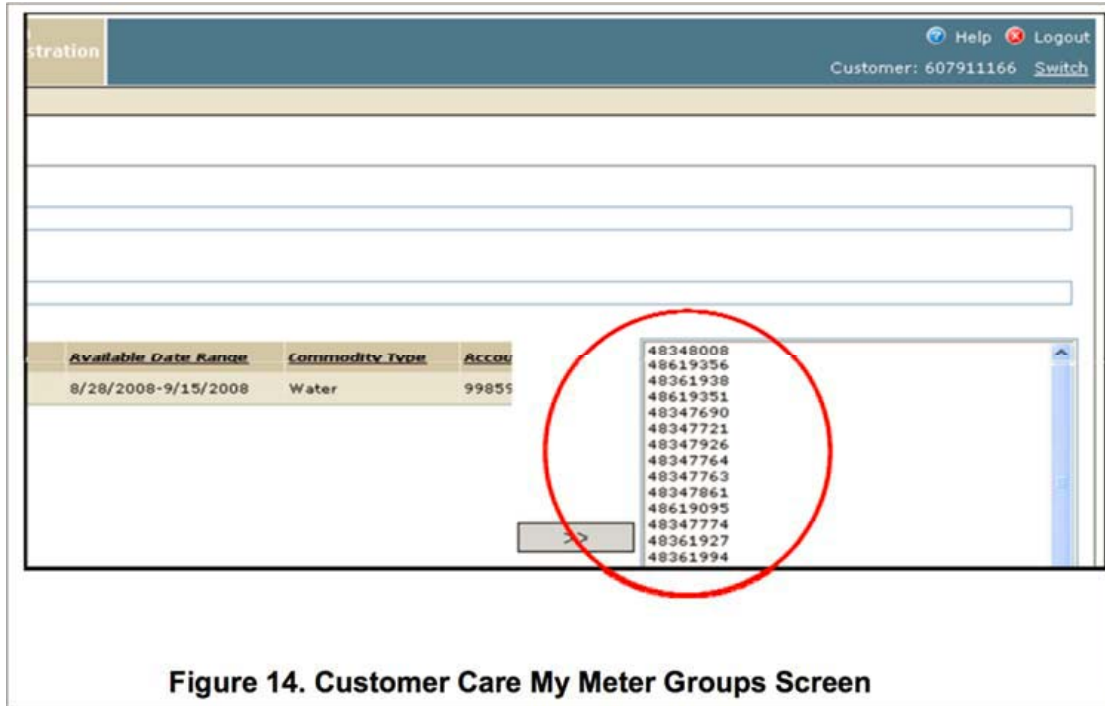 stration
Help Logout
Customer: 607911166 Switch
Available Date Range Commodity Type Accou
8/28/2008-9/15/2008 Water 99859
48348008
48619356
48361938
48619351
48347690
48347721
48347926
48347764
48347763
48347861
48619095
48347774
48361927
48361994
>>
Figure 14. Customer Care My Meter Groups Screen